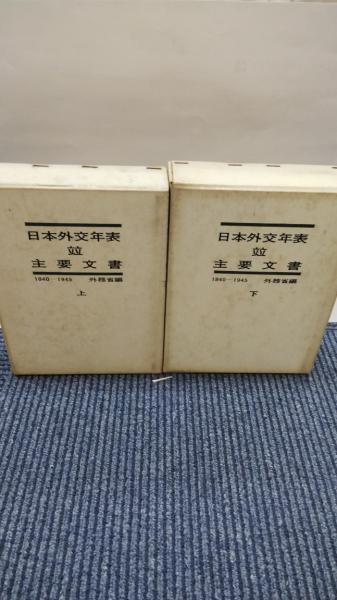 日本外交年表
竝
主要文書
1840-1945 外務省編
上
日本外交年表
竝
主要文書
1840-1945 外務省編
下